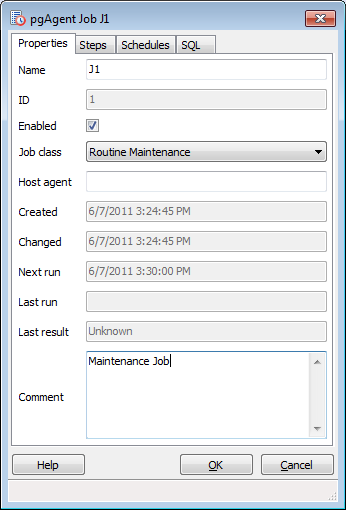 pgAgent Job J1
Properties Steps Schedules SQL
Name J1
ID 1
Enabled
Job class Routine Maintenance
Host agent
Created 6/7/2011 3:24:45 PM
Changed 6/7/2011 3:24:45 PM
Next run 6/7/2011 3:30:00 PM
Last run
Last result Unknown
Maintenance Job
Comment
Help OK Cancel